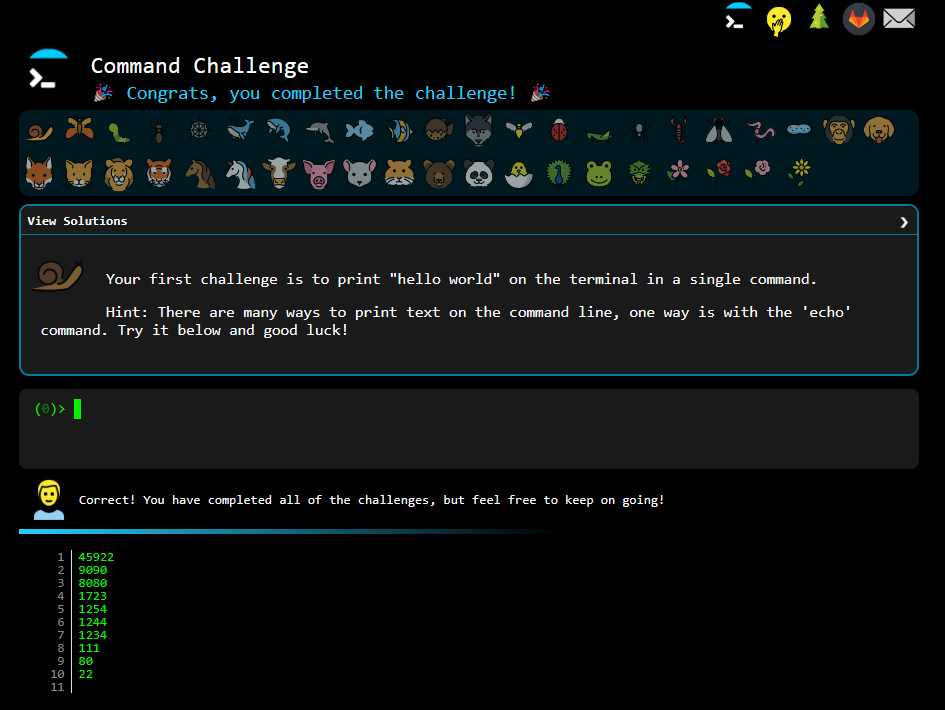 Command Challenge
🎉 Congrats, you completed the challenge! 🎉
View Solutions ❯
Your first challenge is to print "hello world" on the terminal in a single command.
Hint: There are many ways to print text on the command line, one way is with the 'echo'
command. Try it below and good luck!
(0)>
Correct! You have completed all of the challenges, but feel free to keep on going!
1 45922
2 9090
3 8080
4 1723
5 1254
6 1244
7 1234
8 111
9 80
10 22
11